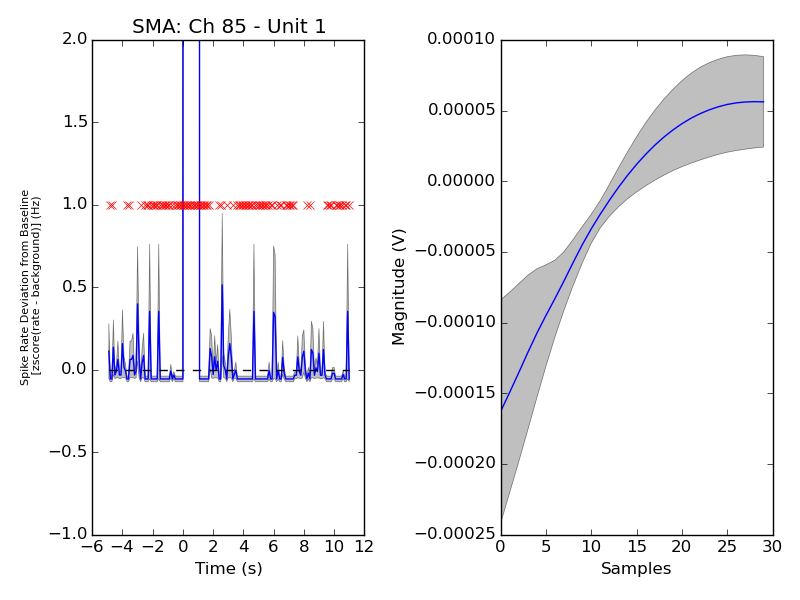 SMA: Ch 85 - Unit 1
2.0
1.5
1.0
0.5
0.0
−0.5
−1.0
−6 −4 −2 0 2 4 6 8 10 12
Time (s)
Spike Rate Deviation from Baseline
[zscore(rate - background)] (Hz)
0.00010
0.00005
0.00000
−0.00005
−0.00010
−0.00015
−0.00020
−0.00025
0 5 10 15 20 25 30
Samples
Magnitude (V)